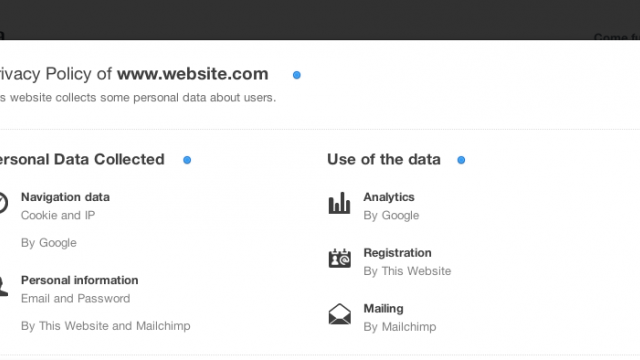 Come fu
rivacy Policy of www.website.com
s website collects some personal data about users.
ersonal Data Collected
Use of the data
Navigation data
Cookie and IP
By Google
Personal information
Email and Password
By This Website and Mailchimp
Analytics
By Google
Registration
By This Website
Mailing
By Mailchimp